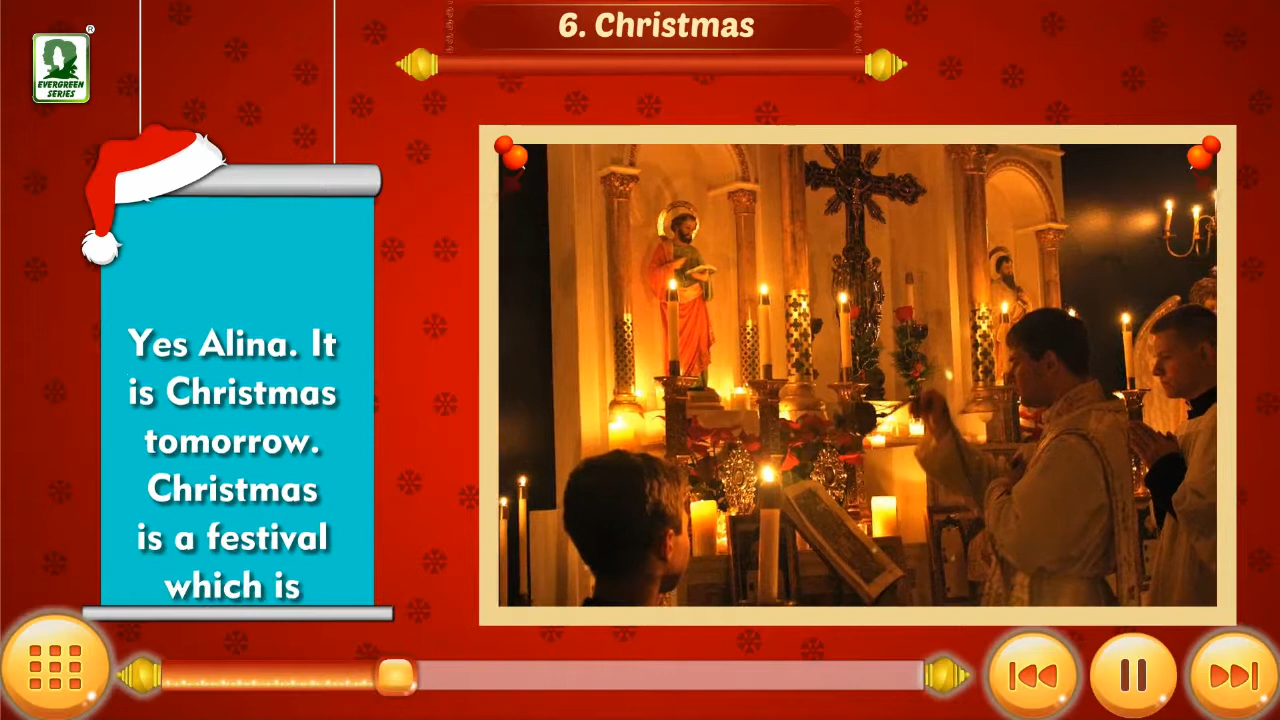 6. Christmas
®
EVERGREEN
SERIES
Yes Alina. It
is Christmas
tomorrow.
Christmas
is a festival
which is